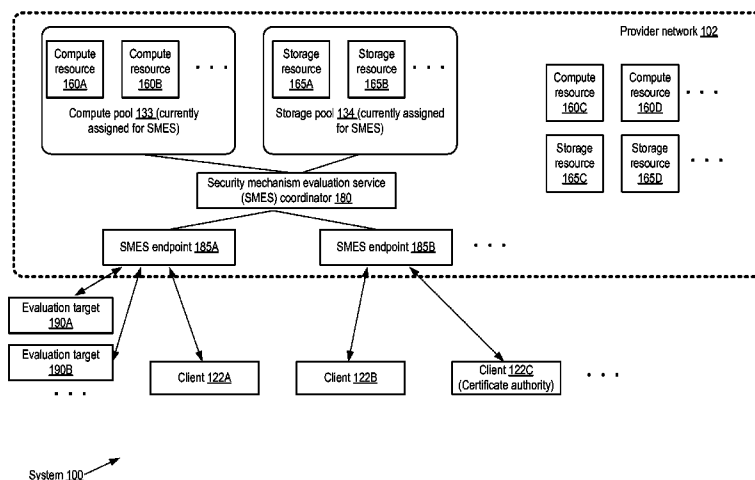 Provider network 102
Compute resource 160A
Compute resource 160B
. . .
Compute pool 133 (currently assigned for SMES)
Storage resource 165A
Storage resource 165B
. . .
Storage pool 134 (currently assigned for SMES)
Compute resource 160C
Compute resource 160D
. . .
Storage resource 165C
Storage resource 165D
. . .
Security mechanism evaluation service
(SMES) coordinator 180
SMES endpoint 185A
SMES endpoint 185B
. . .
Evaluation target
190A
Evaluation target
190B
. . .
Client 122A
Client 122B
Client 122C
(Certificate authority)
. . .
System 100